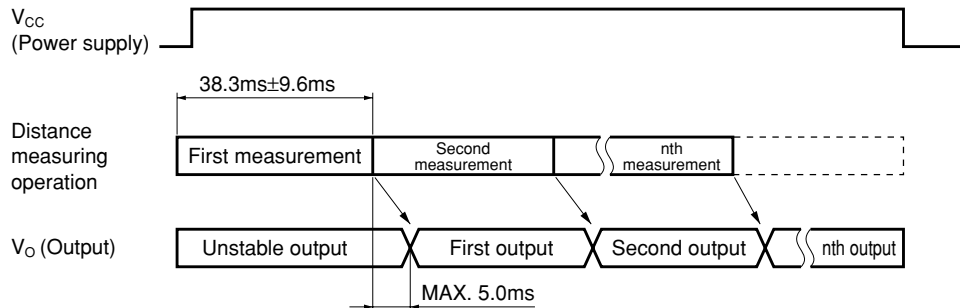 VCC
(Power supply)
38.3ms±9.6ms
Distance
measuring
operation
First measurement
Second
measurement
nth
measurement
VO (Output)
Unstable output
First output
Second output
nth output
MAX. 5.0ms